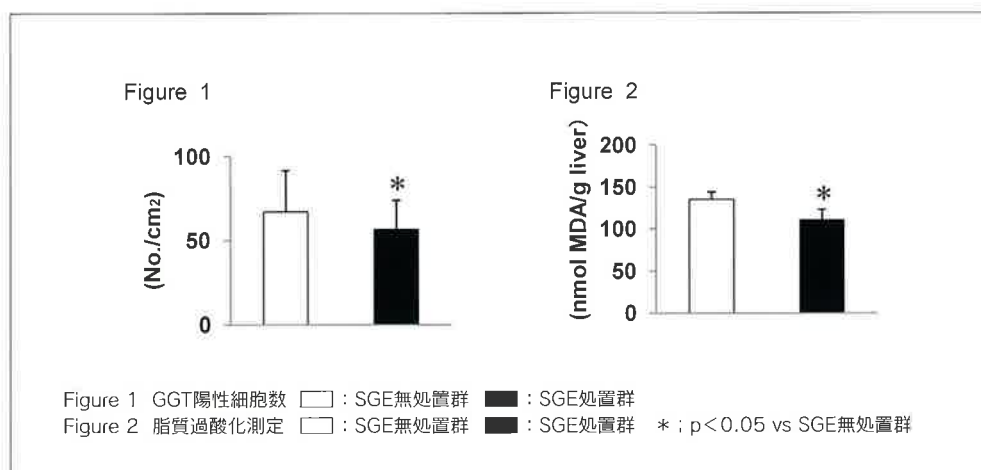 Figure 1
100
50
0
(No./cm2)
*
Figure 2
200
150
100
50
0
(nmol MDA/g liver)
*
Figure 1 GGT陽性細胞数 □:SGE無処置群 ■:SGE処置群
Figure 2 脂質過酸化測定 □:SGE無処置群 ■:SGE処置群 *;p<0.05 vs SGE無処置群